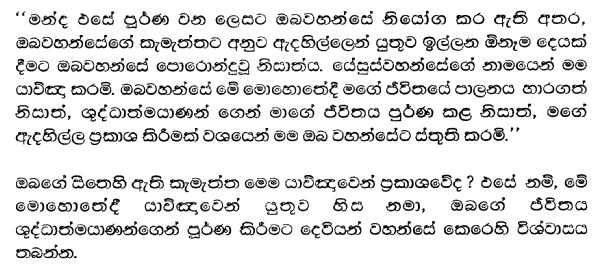 ‘‘මන්ද එසේ පූර්ණ වන ලෙසට ඔබවහන්සේ නියෝග කර ඇති අතර,
ඔබවහන්සේගේ කැමැත්තට අනුව ඇදහිල්ලෙන් යුතුව ඉල්ලන ඕනෑම දෙයක්
දීමට ඔබවහන්සේ පොරොන්දුවූ නිසාත්ය. යේසුස්වහන්සේගේ නාමයෙන් මම
යාච්ඤා කරමි. ඔබවහන්සේ මේ මොහොතේදී මගේ ජීවිතයේ පාලනය භාරගත්
නිසාත්, ශුද්ධාත්මයාණන් ගෙන් මාගේ ජීවිතය පුර්ණ කළ නිසාත්, මගේ
ඇදහිල්ල ප්‍රකාශ කිරීමක් වශයෙන් මම ඔබ වහන්සේට ස්තූති කරමි.’’
ඔබගේ සිතෙහි ඇති කැමැත්ත මෙම යාච්ඤාවෙන් ප්‍රකාශවේද ? එසේ නම්, මේ
මොහොතේදී යාච්ඤාවෙන් යුතුව හිස නමා, ඔබගේ ජීවිතය
ශුද්ධාත්මයාණන්ගෙන් පූර්ණ කිරීමට දෙවියන් වහන්සේ කෙරෙහි විශ්වාසය
තබන්න.